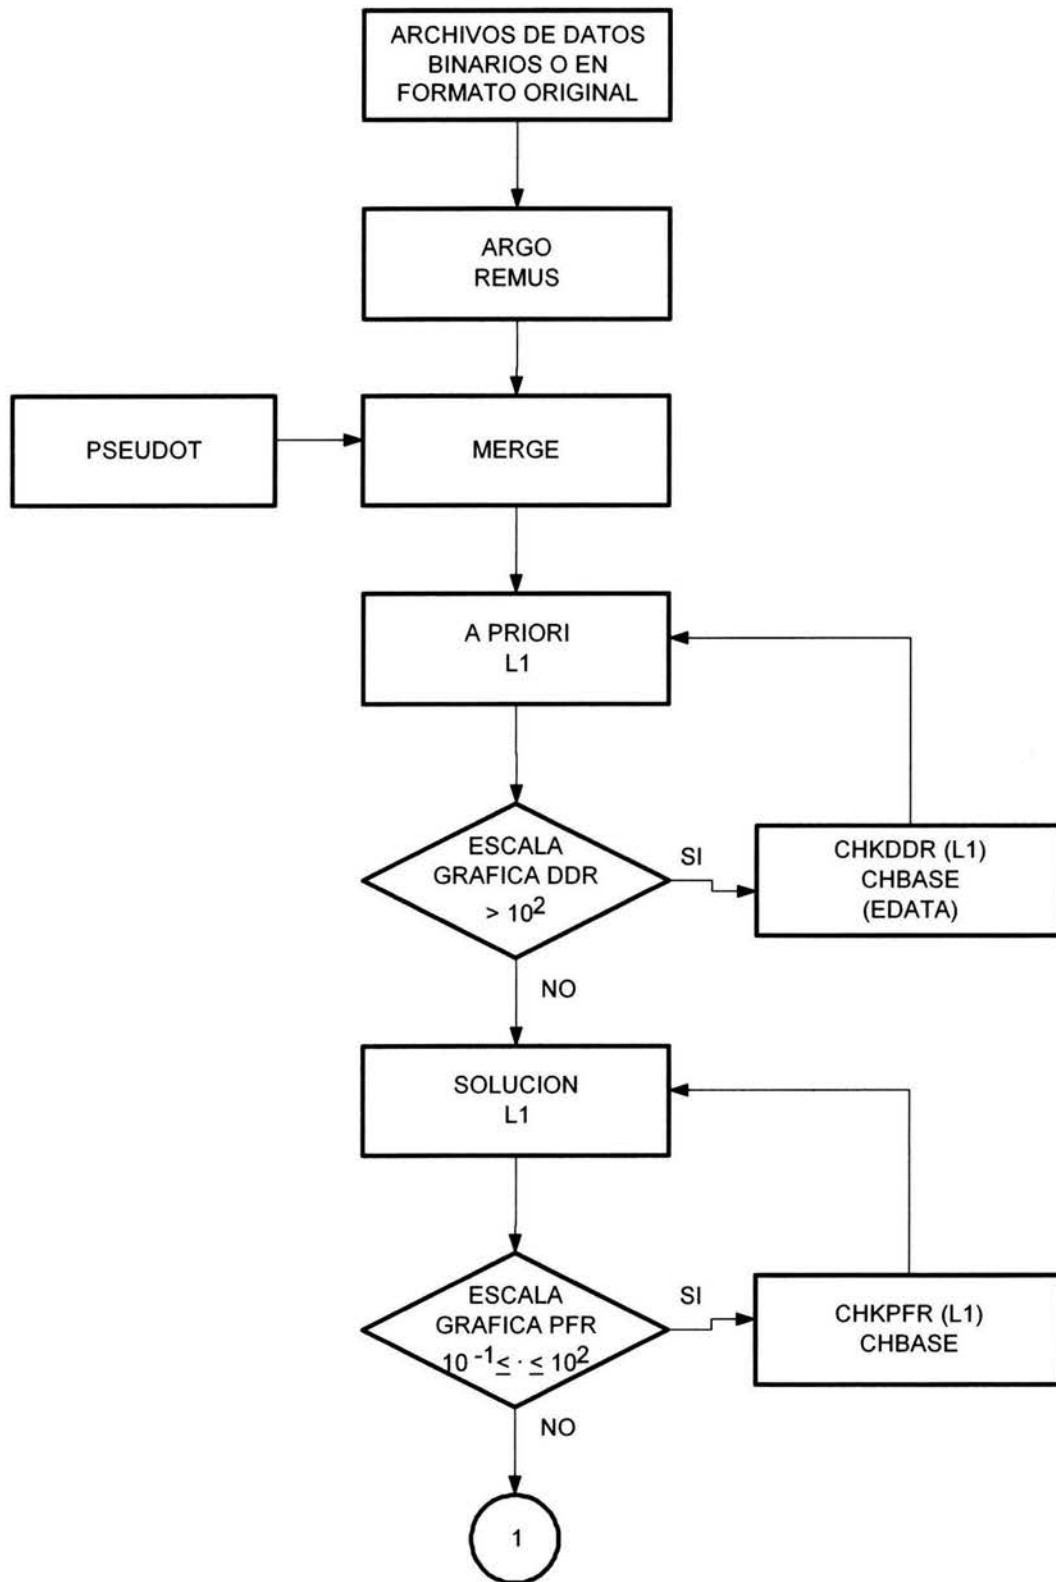 ARCHIVOS DE DATOS
BINARIOS O EN
FORMATO ORIGINAL
ARGO
REMUS
PSEUDOT
MERGE
A PRIORI
L1
ESCALA
GRAFICA DDR
> 10²
SI
CHKDDR (L1)
CHBASE
(EDATA)
NO
SOLUCION
L1
ESCALA
GRAFICA PFR
10⁻¹ ≤ · ≤ 10²
SI
CHKPFR (L1)
CHBASE
NO
1